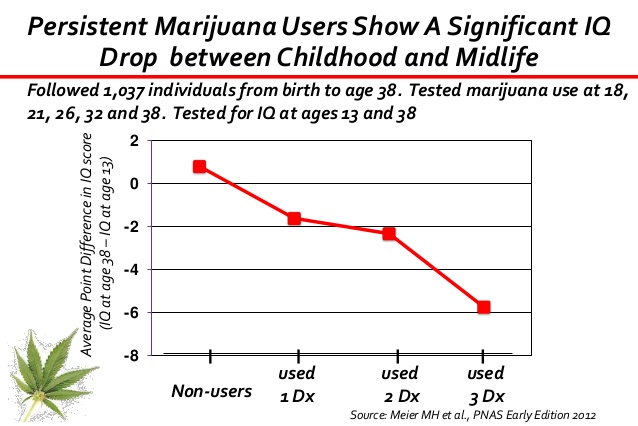 Persistent Marijuana Users Show A Significant IQ
Drop between Childhood and Midlife
Followed 1,037 individuals from birth to age 38. Tested marijuana use at 18,
21, 26, 32 and 38. Tested for IQ at ages 13 and 38
Average Point Difference in IQ score
(IQ at age 38 – IQ at age 13)
2
0
-2
-4
-6
-8
Non-users
used
1 Dx
used
2 Dx
used
3 Dx
Source: Meier MH et al., PNAS Early Edition 2012